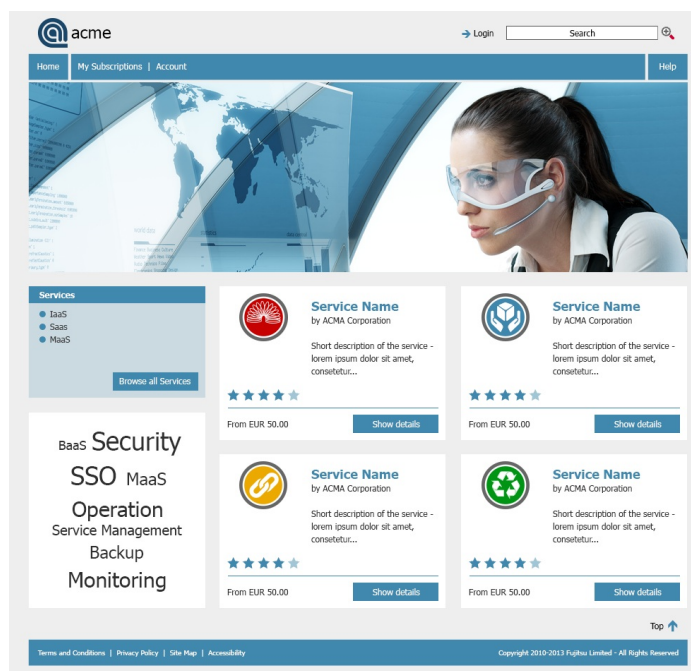 acme
Login
Search
Home
My Subscriptions | Account
Help
Services
IaaS
Saas
MaaS
Browse all Services
Service Name
by ACMA Corporation
Short description of the service -
lorem ipsum dolor sit amet,
consetetur...
From EUR 50.00
Show details
Service Name
by ACMA Corporation
Short description of the service -
lorem ipsum dolor sit amet,
consetetur...
From EUR 50.00
Show details
BaaS Security
SSO MaaS
Operation
Service Management
Backup
Monitoring
Service Name
by ACMA Corporation
Short description of the service -
lorem ipsum dolor sit amet,
consetetur...
From EUR 50.00
Show details
Service Name
by ACMA Corporation
Short description of the service -
lorem ipsum dolor sit amet,
consetetur...
From EUR 50.00
Show details
Top
Terms and Conditions | Privacy Policy | Site Map | Accessibility
Copyright 2010-2013 Fujitsu Limited - All Rights Reserved